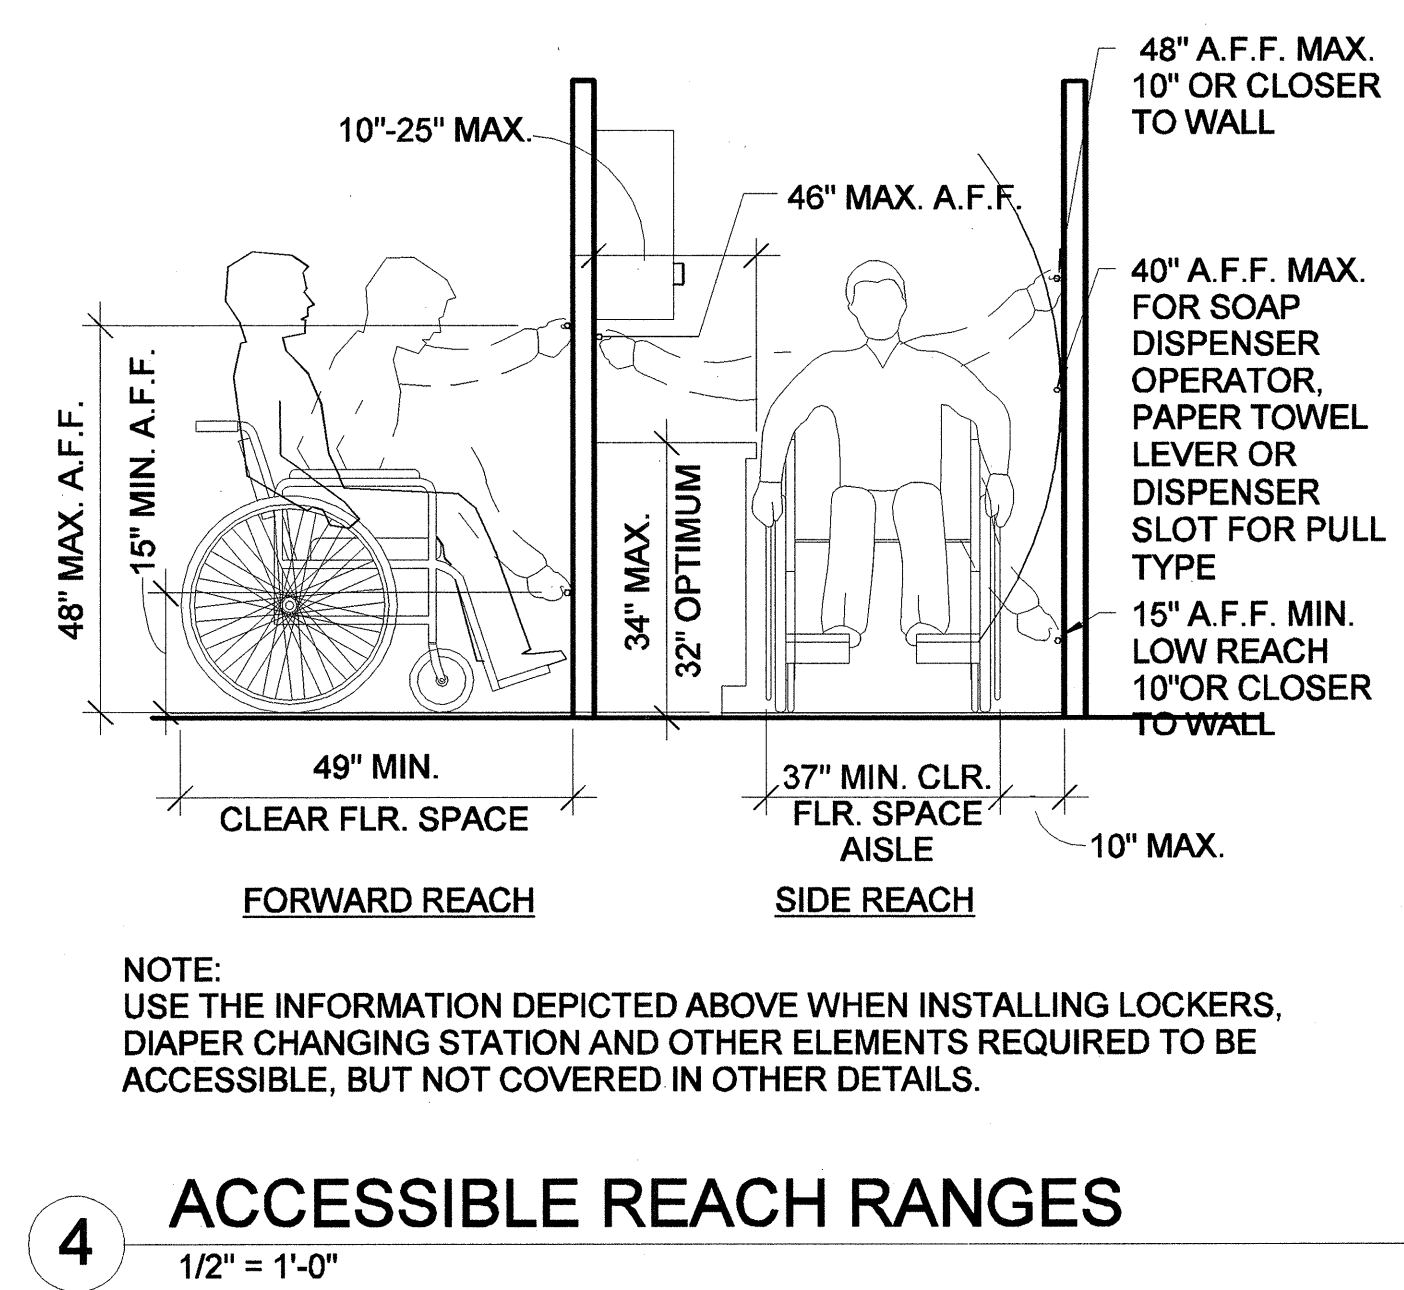 48" A.F.F. MAX.
10" OR CLOSER
TO WALL
10"-25" MAX.
46" MAX. A.F.F.
40" A.F.F. MAX.
FOR SOAP
DISPENSER
OPERATOR,
PAPER TOWEL
LEVER OR
DISPENSER
SLOT FOR PULL
TYPE
15" A.F.F. MIN.
LOW REACH
10"OR CLOSER
TO WALL
48" MAX. A.F.F.
15" MIN. A.F.F.
34" MAX.
32" OPTIMUM
49" MIN.
CLEAR FLR. SPACE
37" MIN. CLR.
FLR. SPACE
AISLE
10" MAX.
FORWARD REACH
SIDE REACH
NOTE:
USE THE INFORMATION DEPICTED ABOVE WHEN INSTALLING LOCKERS,
DIAPER CHANGING STATION AND OTHER ELEMENTS REQUIRED TO BE
ACCESSIBLE, BUT NOT COVERED IN OTHER DETAILS.
4
ACCESSIBLE REACH RANGES
1/2" = 1'-0"